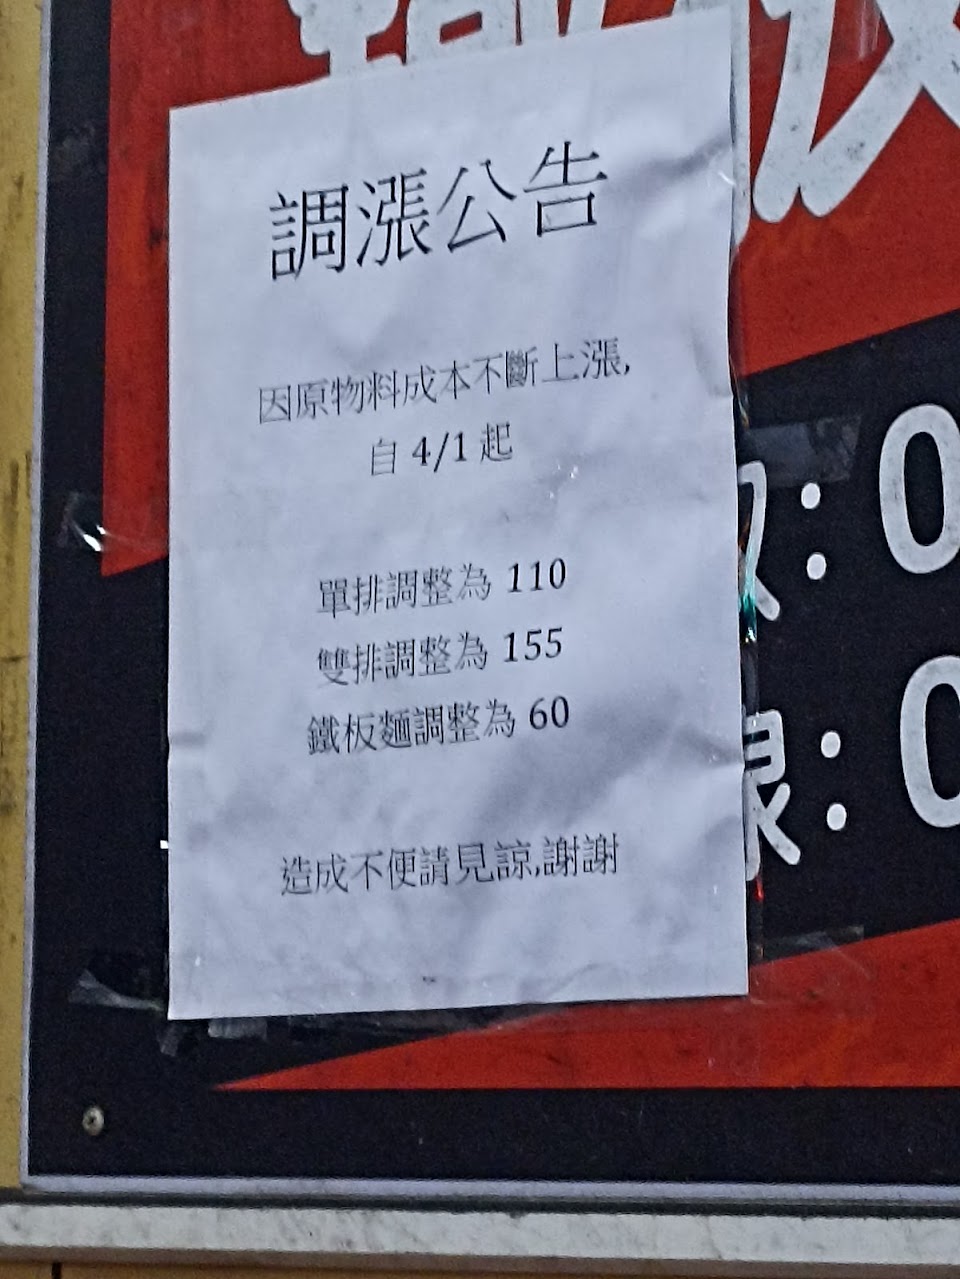 調漲公告
因原物料成本不斷上漲,
自 4/1 起
單排調整為 110
雙排調整為 155
鐵板麵調整為 60
造成不便請見諒,謝謝
: 0
: 0